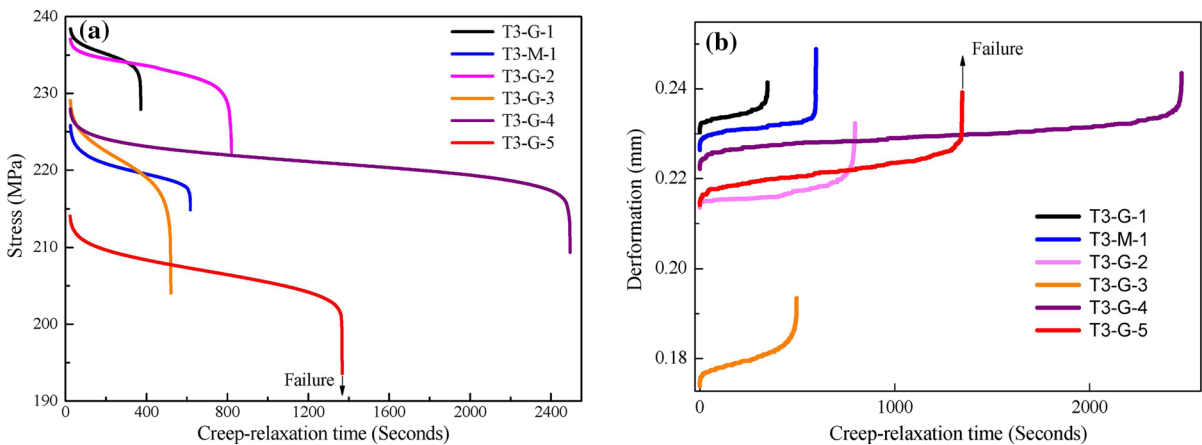 (a)
T3-G-1
T3-M-1
T3-G-2
T3-G-3
T3-G-4
T3-G-5
Failure
240
230
220
210
200
190
Stress (MPa)
0 400 800 1200 1600 2000 2400
Creep-relaxation time (Seconds)
(b)
Failure
T3-G-1
T3-M-1
T3-G-2
T3-G-3
T3-G-4
T3-G-5
0.24
0.22
0.20
0.18
Derformation (mm)
0 1000 2000
Creep-relaxation time (Seconds)